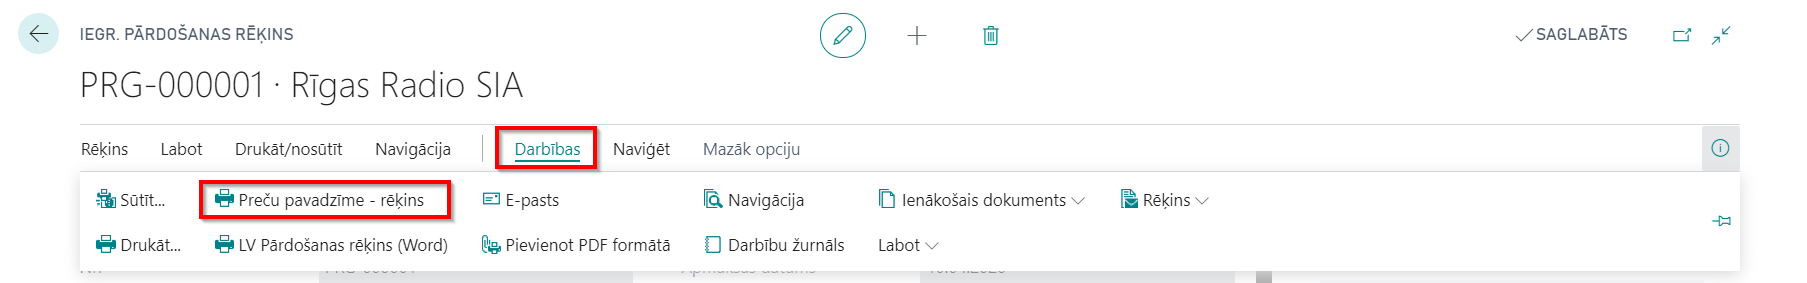 IEGR. PĀRDOŠANAS RĒĶINS
SAGLABĀTS
PRG-000001 · Rīgas Radio SIA
Rēķins Labot Drukāt/nosūtīt Navigācija Darbības Naviģēt Mazāk opciju
Sūtīt... Preču pavadzīme - rēķins E-pasts Navigācija Ienākošais dokuments Rēķins
Drukāt... LV Pārdošanas rēķins (Word) Pievienot PDF formātā Darbību žurnāls Labot